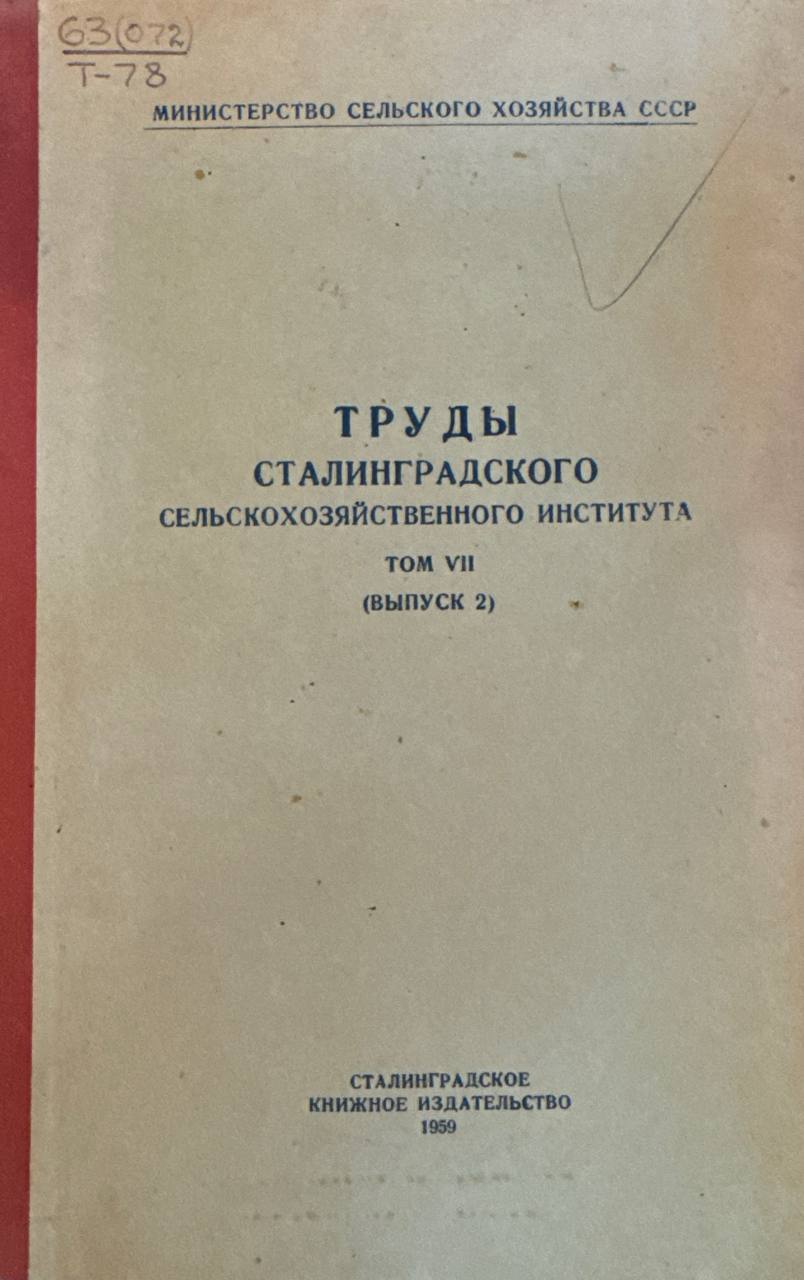 63(072)
Т-78
МИНИСТЕРСТВО СЕЛЬСКОГО ХОЗЯЙСТВА СССР
ТРУДЫ
СТАЛИНГРАДСКОГО
СЕЛЬСКОХОЗЯЙСТВЕННОГО ИНСТИТУТА
ТОМ VII
(ВЫПУСК 2)
СТАЛИНГРАДСКОЕ
КНИЖНОЕ ИЗДАТЕЛЬСТВО
1959